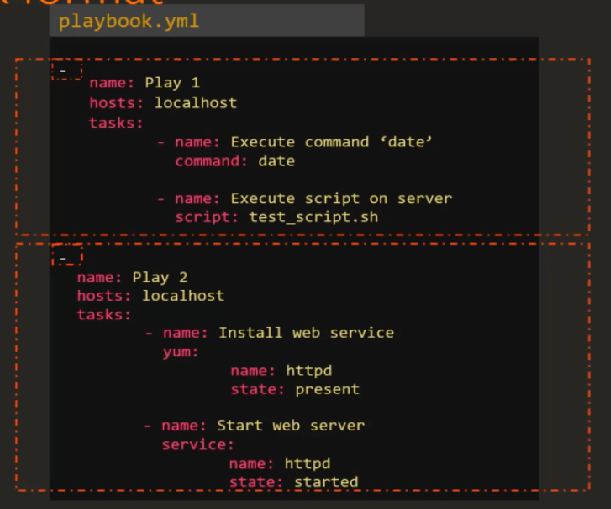 format
playbook.yml
-
name: Play 1
hosts: localhost
tasks:
- name: Execute command ‘date’
command: date
- name: Execute script on server
script: test_script.sh
-
name: Play 2
hosts: localhost
tasks:
- name: Install web service
yum:
name: httpd
state: present
- name: Start web server
service:
name: httpd
state: started